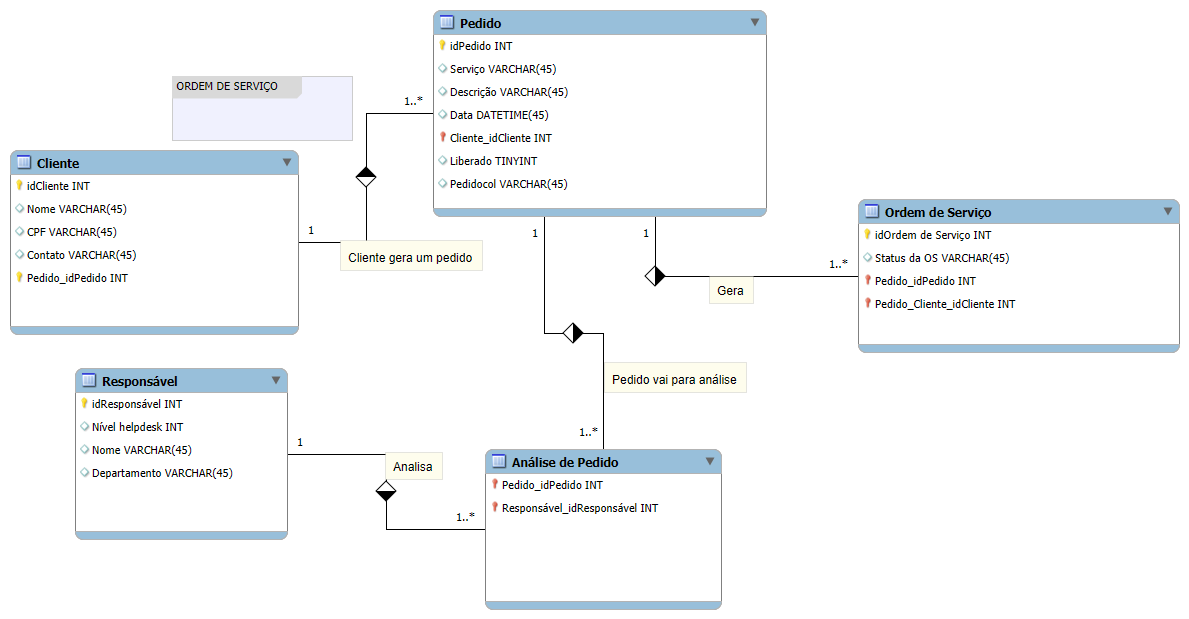 Pedido
idPedido INT
Serviço VARCHAR(45)
Descrição VARCHAR(45)
Data DATETIME(45)
Cliente_idCliente INT
Liberado TINYINT
Pedidocol VARCHAR(45)
ORDEM DE SERVIÇO
1..*
Cliente
idCliente INT
Nome VARCHAR(45)
CPF VARCHAR(45)
Contato VARCHAR(45)
Pedido_idPedido INT
1
Cliente gera um pedido
1
1
1..*
Gera
Ordem de Serviço
idOrdem de Serviço INT
Status da OS VARCHAR(45)
Pedido_idPedido INT
Pedido_Cliente_idCliente INT
Pedido vai para análise
1..*
Responsável
idResponsável INT
Nível helpdesk INT
Nome VARCHAR(45)
Departamento VARCHAR(45)
1
Analisa
1..*
Análise de Pedido
Pedido_idPedido INT
Responsável_idResponsável INT